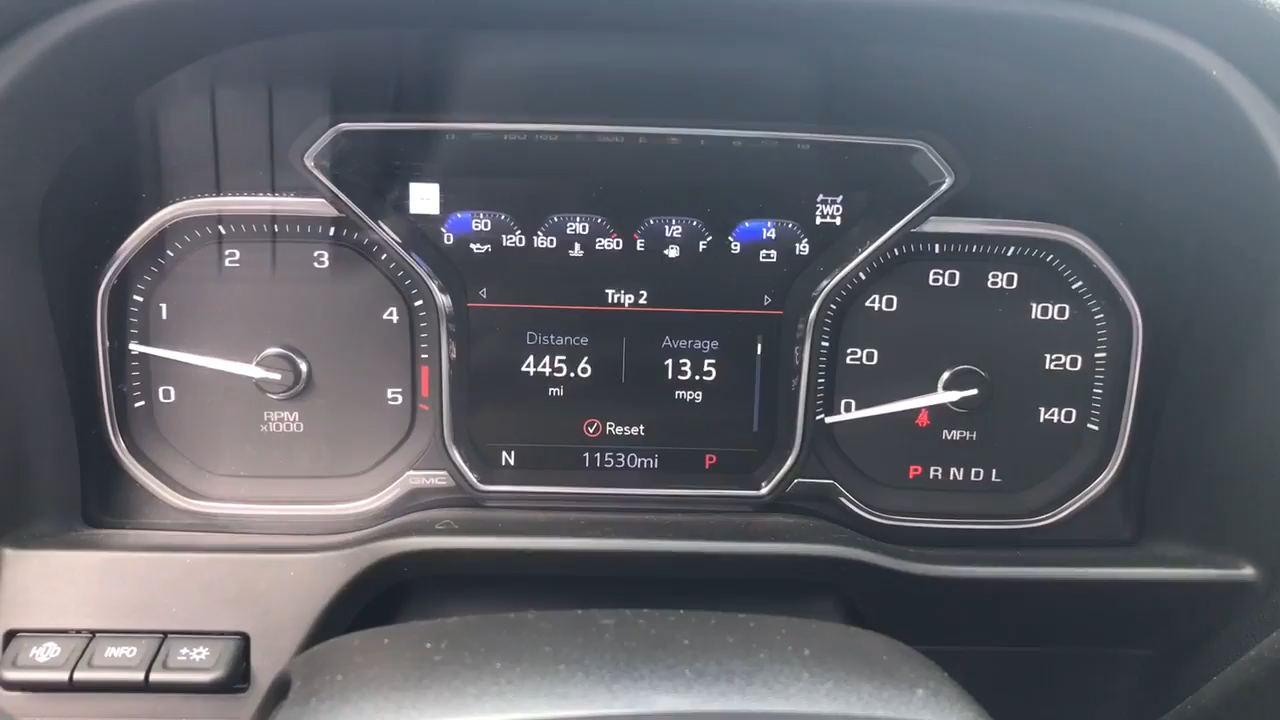 2WD
60
0 120
210
160 260
1/2
E F
14
9 19
Trip 2
Distance
445.6
mi
Average
13.5
mpg
Reset
N 11530mi P
0
1
2
3
4
5
RPM
x1000
GMC
0
20
40
60
80
100
120
140
MPH
P R N D L
HUD
INFO